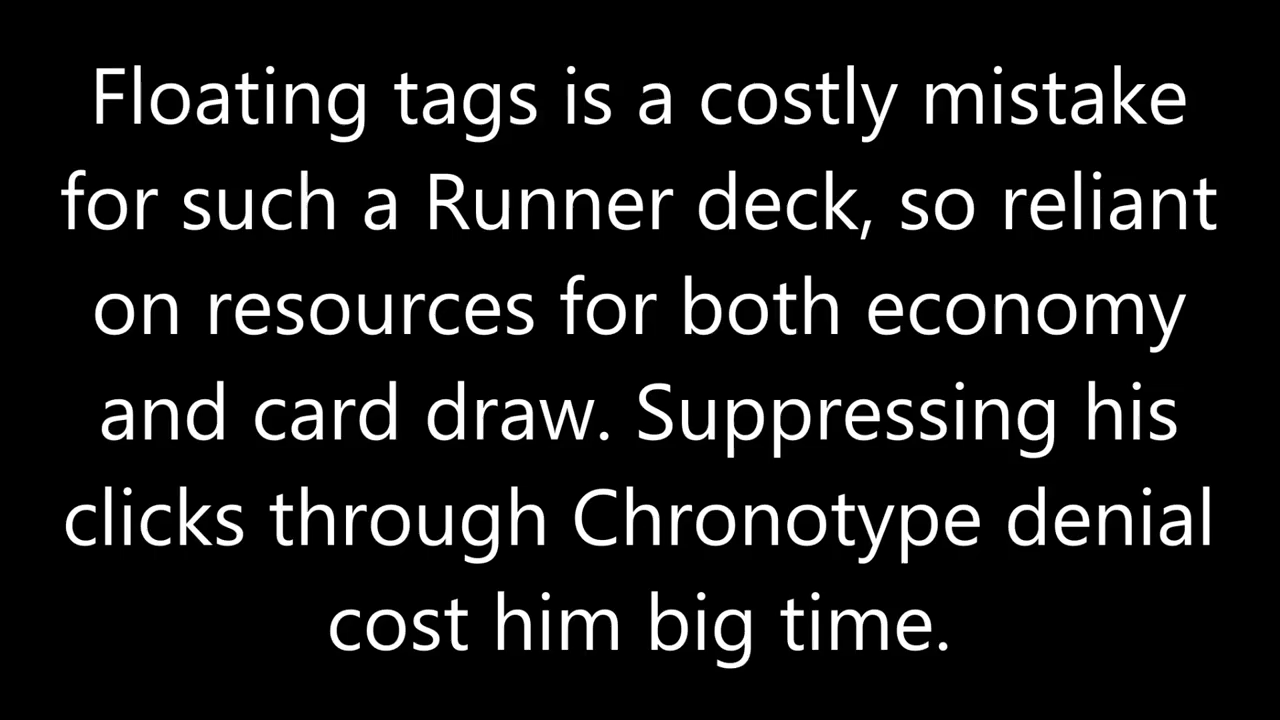 Floating tags is a costly mistake
for such a Runner deck, so reliant
on resources for both economy
and card draw. Suppressing his
clicks through Chronotype denial
cost him big time.